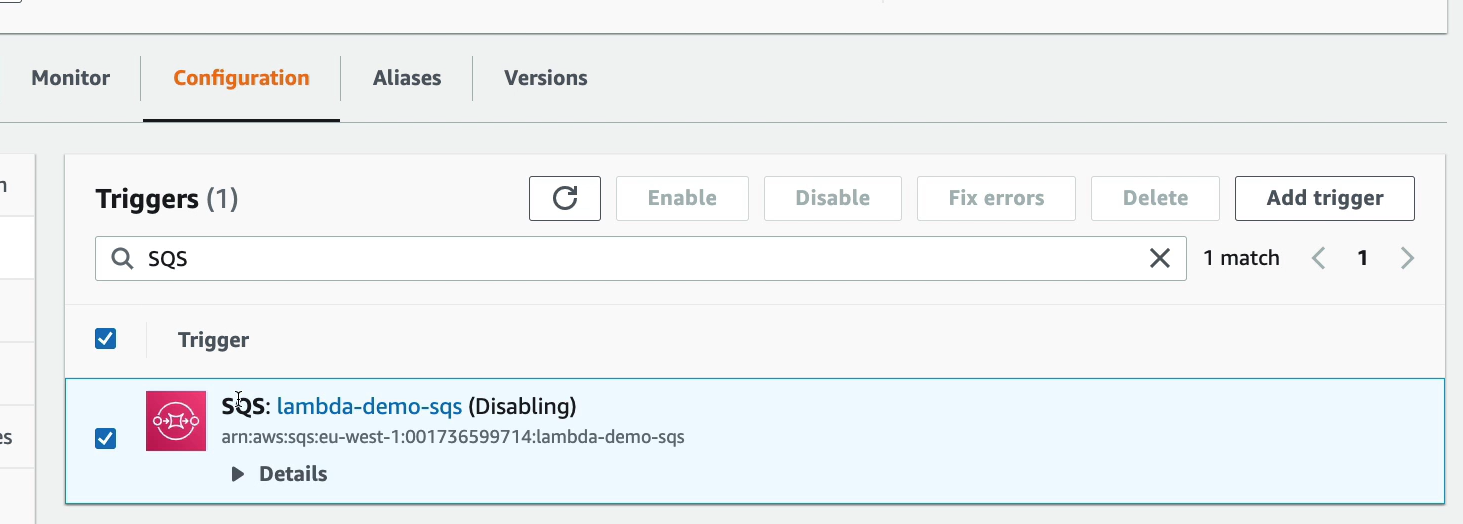 Monitor Configuration Aliases Versions
n
Triggers (1) Enable Disable Fix errors Delete Add trigger
SQS 1 match 1
Trigger
SQS: lambda-demo-sqs (Disabling)
arn:aws:sqs:eu-west-1:001736599714:lambda-demo-sqs
es
Details